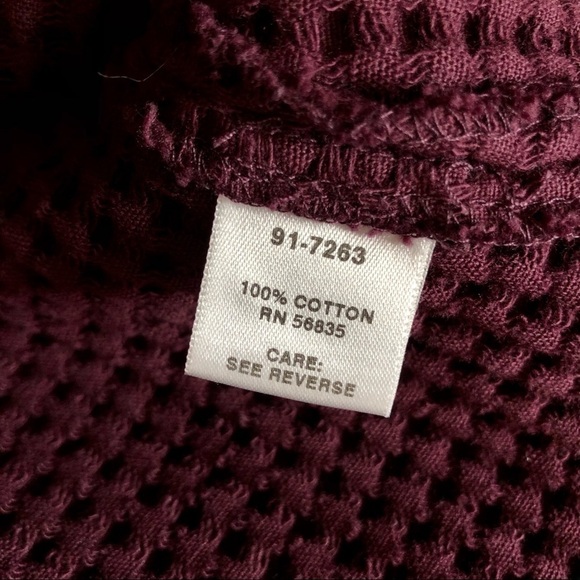 91-7263
100% COTTON
RN 56835
CARE:
SEE REVERSE